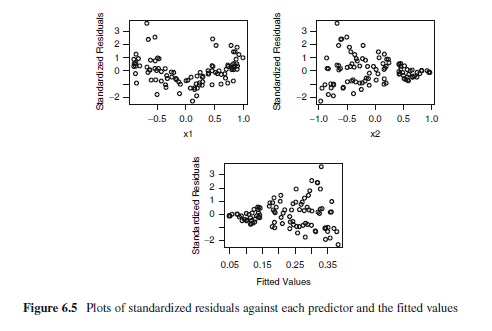 Standardized Residuals
3
2
1
0
−2
−0.5 0.0 0.5 1.0
x1
Standardized Residuals
3
2
1
0
−2
−1.0 −0.5 0.0 0.5 1.0
x2
Standardized Residuals
3
2
1
0
−2
0.05 0.15 0.25 0.35
Fitted Values
Figure 6.5 Plots of standardized residuals against each predictor and the fitted values